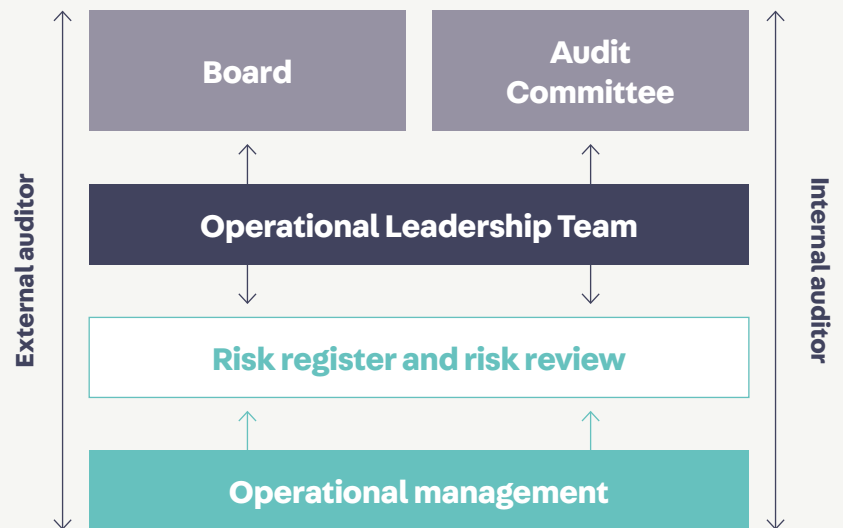 Board
Audit
Committee
External auditor
Internal auditor
Operational Leadership Team
Risk register and risk review
Operational management